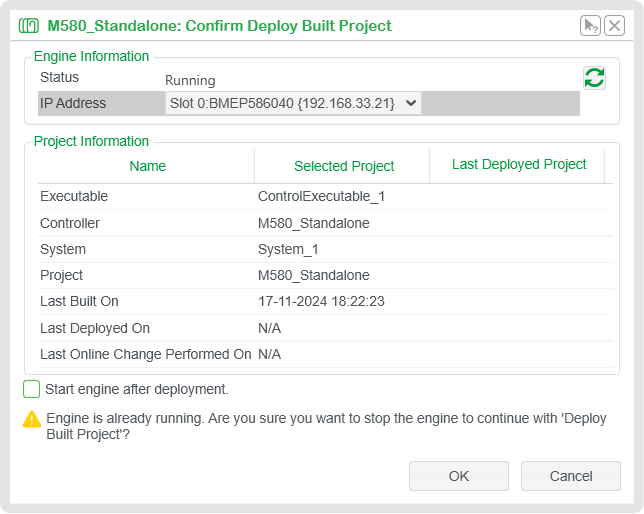 M580_Standalone: Confirm Deploy Built Project
Engine Information
Status Running
IP Address Slot 0:BMEP586040 {192.168.33.21}
Project Information
Name Selected Project Last Deployed Project
Executable ControlExecutable_1
Controller M580_Standalone
System System_1
Project M580_Standalone
Last Built On 17-11-2024 18:22:23
Last Deployed On N/A
Last Online Change Performed On N/A
Start engine after deployment.
Engine is already running. Are you sure you want to stop the engine to continue with 'Deploy
Built Project'?
OK Cancel